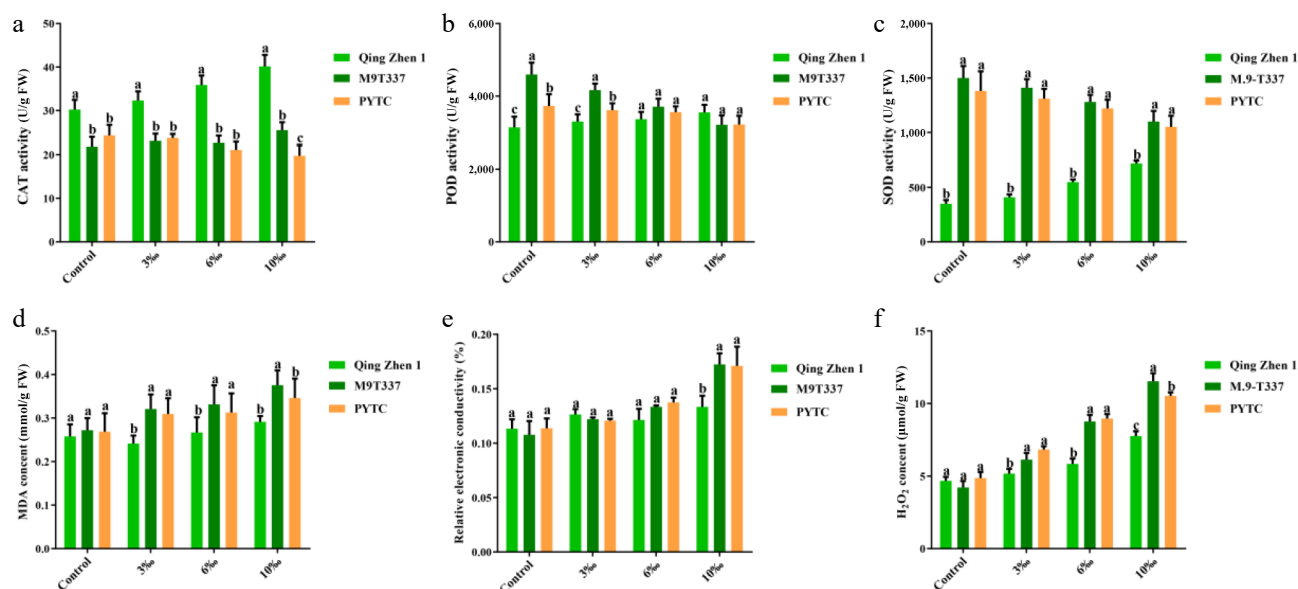 a
CAT activity (U/g FW)
50
40
30
20
10
0
a b b
a b b
a b b
a b c
Control 3‰ 6‰ 10‰
Qing Zhen 1
M9T337
PYTC
b
POD activity (U/g FW)
6,000
4,000
2,000
0
c a b
c a b
a a a
a a a
Control 3‰ 6‰ 10‰
Qing Zhen 1
M9T337
PYTC
c
SOD activity (U/g FW)
2,000
1,500
1,000
500
0
b a a
b a a
b a a
b a a
Control 3‰ 6‰ 10‰
Qing Zhen 1
M.9-T337
PYTC
d
MDA concent (mmol/g FW)
0.5
0.4
0.3
0.2
0.1
0.0
a a a
b a a
b a a
b a b
Control 3‰ 6‰ 10‰
Qing Zhen 1
M9T337
PYTC
e
Relative electronic conductivity (%)
0.20
0.15
0.10
0.05
0.00
a a a
a a a
a a a
b a a
Control 3‰ 6‰ 10‰
Qing Zhen 1
M9T337
PYTC
f
H₂O₂ concent (μmol/g FW)
15
10
5
0
a a a
b a a
b a a
c a b
Control 3‰ 6‰ 10‰
Qing Zhen 1
M.9-T337
PYTC